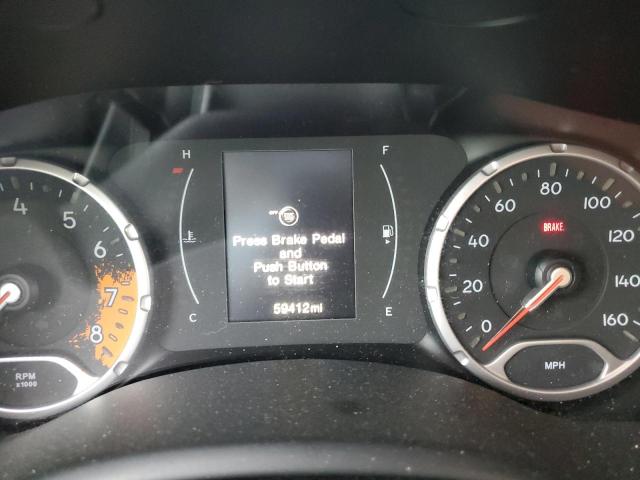 H
F
4
5
6
7
8
RPM
x1000
OFF
Press Brake Pedal
and
Push Button
to Start
59412mi
C
E
0
20
40
60
80
100
120
140
160
BRAKE
MPH